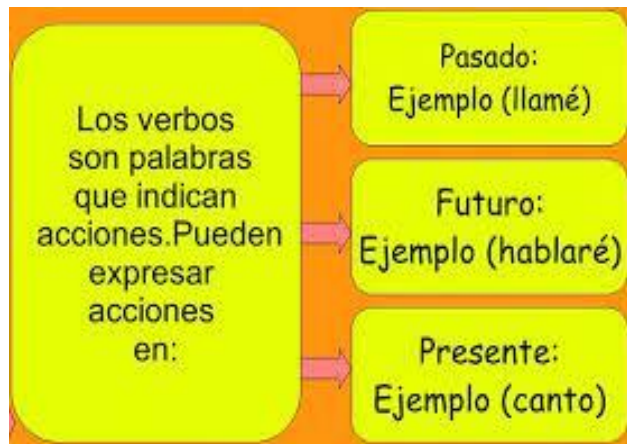 Los verbos
son palabras
que indican
acciones.Pueden
expresar
acciones
en:
Pasado:
Ejemplo (llamé)
Futuro:
Ejemplo (hablaré)
Presente:
Ejemplo (canto)